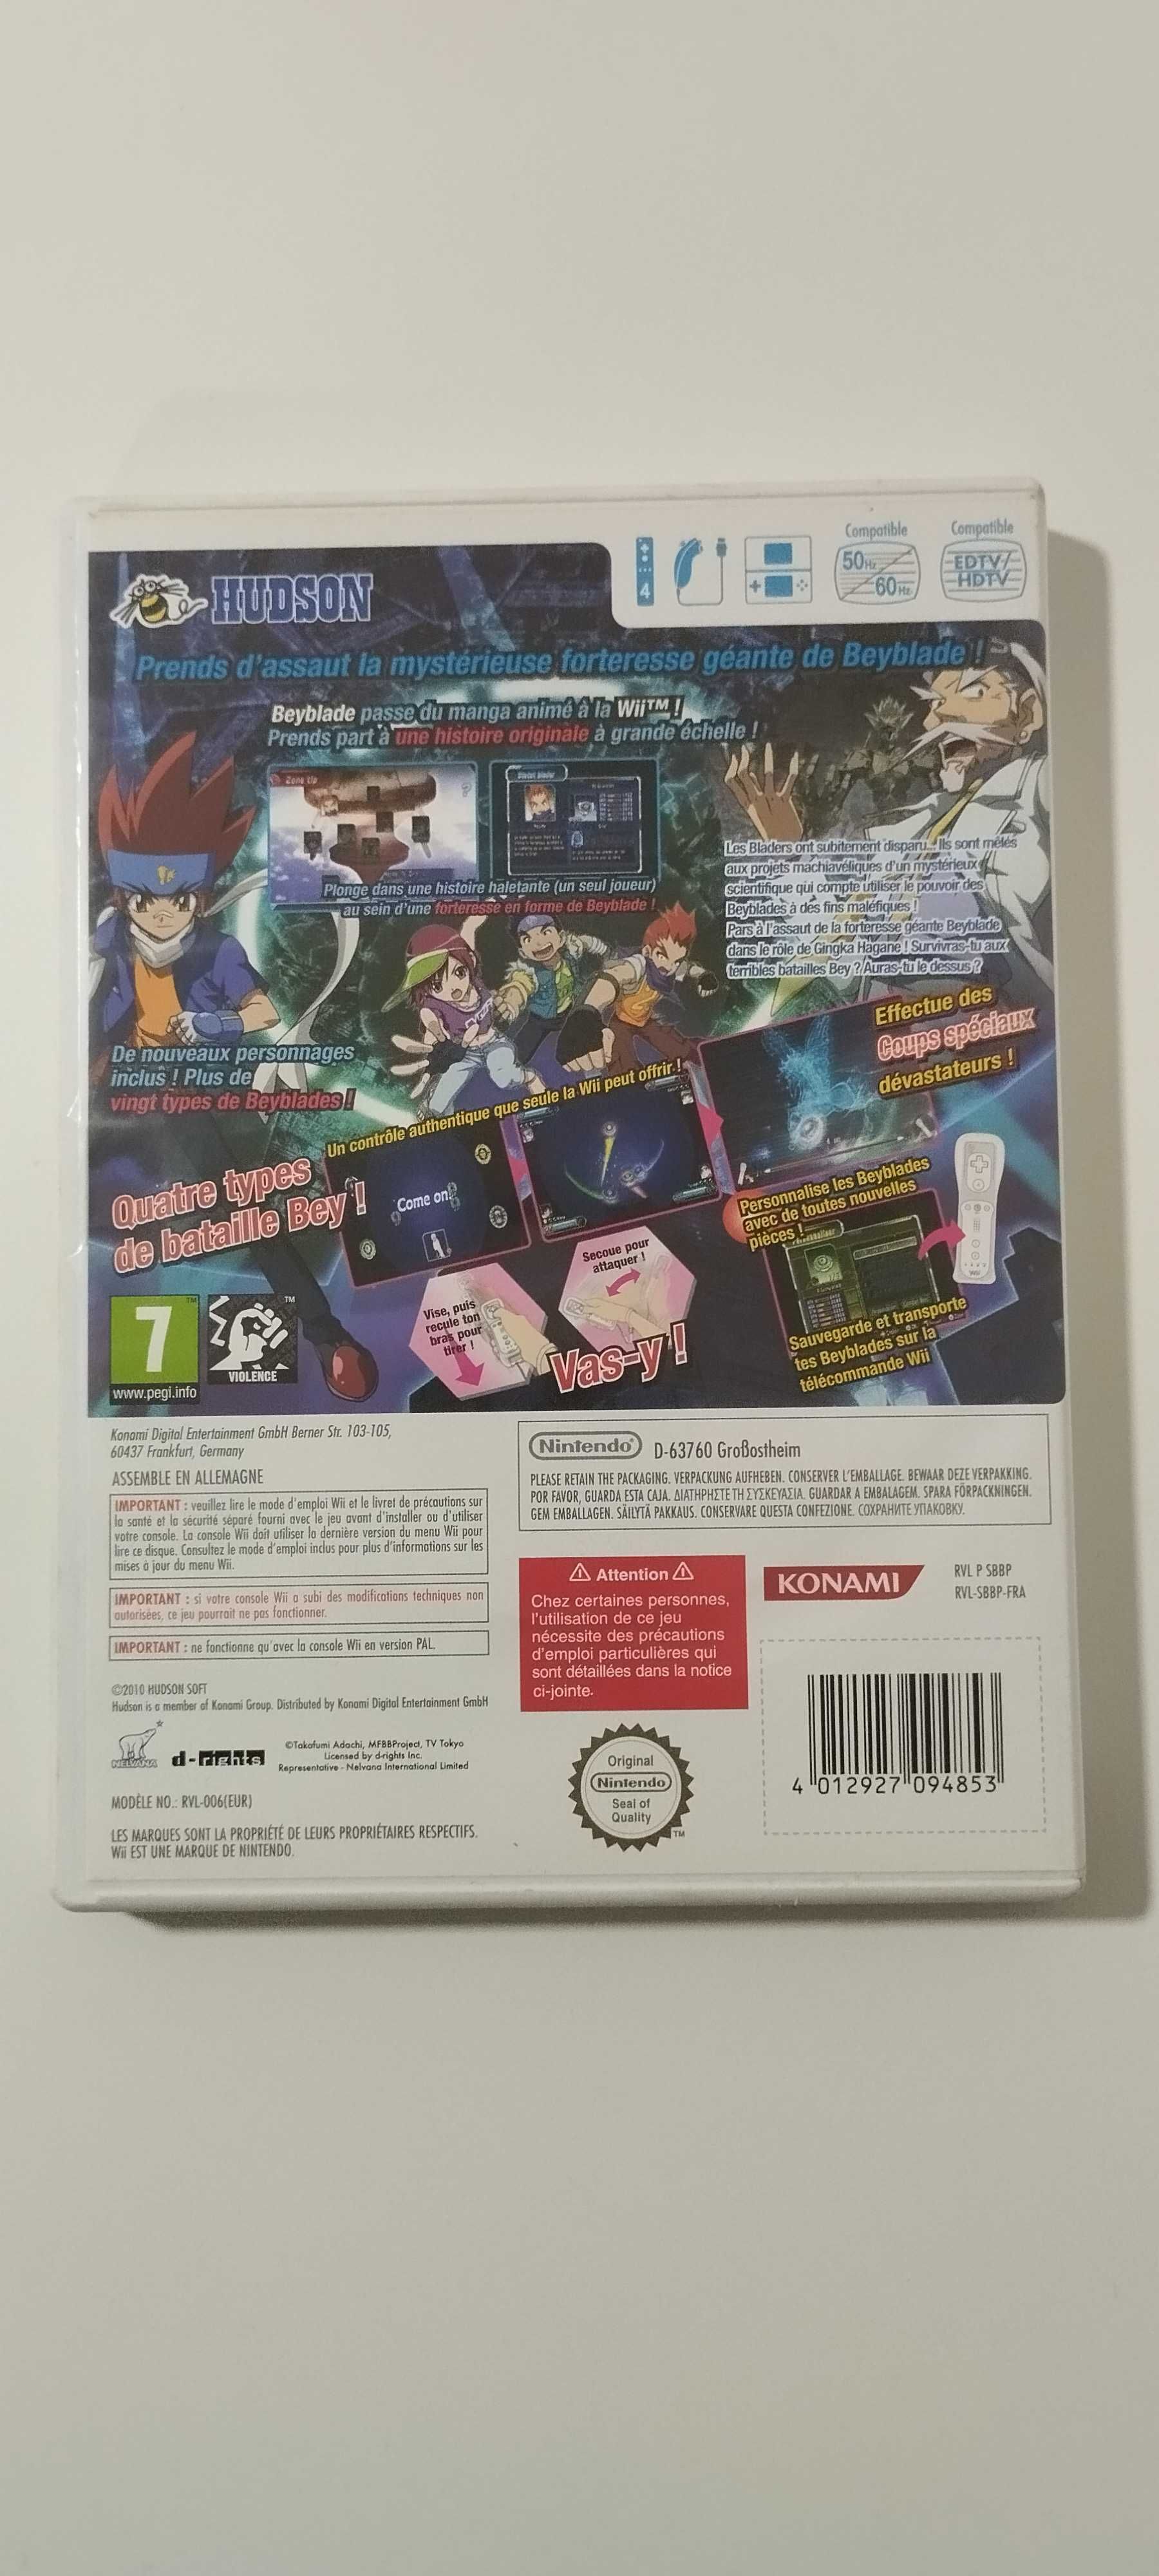 Compatible
Compatible
4
50Hz
60Hz
EDTV/
HDTV
HUDSON
Prends d'assaut la mystérieuse forteresse géante de Beyblade !
Beyblade passe du manga animé à la Wii™ !
Prends part à une histoire originale à grande échelle !
Plonge dans une histoire haletante (un seul joueur)
au sein d'une forteresse en forme de Beyblade !
Les Bladers ont subitement disparu... Ils sont mêlés
aux projets machiavéliques d'un mystérieux
scientifique qui compte utiliser le pouvoir des
Beyblades à des fins maléfiques !
Pars à l'assaut de la forteresse géante Beyblade
dans le rôle de Gingka Hagane ! Survivras-tu aux
terribles batailles Bey ? Auras-tu le dessus ?
De nouveaux personnages
inclus ! Plus de
vingt types de Beyblades !
Effectue des
Coups spéciaux
dévastateurs !
Un contrôle authentique que seule la Wii peut offrir !
Quatre types
de bataille Bey !
Come on!
Personnalise les Beyblades
avec de toutes nouvelles
pièces !
Vise, puis
recule ton
bras pour
tirer !
Secoue pour
attaquer !
Vas-y !
Sauvegarde et transporte
tes Beyblades sur la
télécommande Wii
7
www.pegi.info
VIOLENCE
Konami Digital Entertainment GmbH Berner Str. 103-105,
60437 Frankfurt, Germany
ASSEMBLE EN ALLEMAGNE
IMPORTANT : veuillez lire le mode d'emploi Wii et le livret de précautions sur
la santé et la sécurité séparé fourni avec le jeu avant d'installer ou d'utiliser
votre console. La console Wii doit utiliser la dernière version du menu Wii pour
lire ce disque. Consultez le mode d'emploi inclus pour plus d'informations sur les
mises à jour du menu Wii.
IMPORTANT : si votre console Wii a subi des modifications techniques non
autorisées, ce jeu pourrait ne pas fonctionner.
IMPORTANT : ne fonctionne qu'avec la console Wii en version PAL.
©2010 HUDSON SOFT
Hudson is a member of Konami Group. Distributed by Konami Digital Entertainment GmbH
NELVANA
d-rights
©Takafumi Adachi, MFBBProject, TV Tokyo
Licensed by d-rights Inc.
Representative - Nelvana International Limited
MODÈLE NO.: RVL-006(EUR)
LES MARQUES SONT LA PROPRIÉTÉ DE LEURS PROPRIÉTAIRES RESPECTIFS.
Wii EST UNE MARQUE DE NINTENDO.
Nintendo® D-63760 Großostheim
PLEASE RETAIN THE PACKAGING. VERPACKUNG AUFHEBEN. CONSERVER L'EMBALLAGE. BEWAAR DEZE VERPAKKING.
POR FAVOR, GUARDA ESTA CAJA. ΔΙΑΤΗΡΗΣΤΕ ΤΗ ΣΥΣΚΕΥΑΣΙΑ. GUARDAR A EMBALAGEM. SPARA FÖRPACKNINGEN.
GEM EMBALLAGEN. SÄILYTÄ PAKKAUS. CONSERVARE QUESTA CONFEZIONE. СОХРАНИТЕ УПАКОВКУ.
Attention
Chez certaines personnes,
l'utilisation de ce jeu
nécessite des précautions
d'emploi particulières qui
sont détaillées dans la notice
ci-jointe.
KONAMI
RVL P SBBP
RVL-SBBP-FRA
Original
Nintendo
Seal of
Quality
™
4 012927 094853